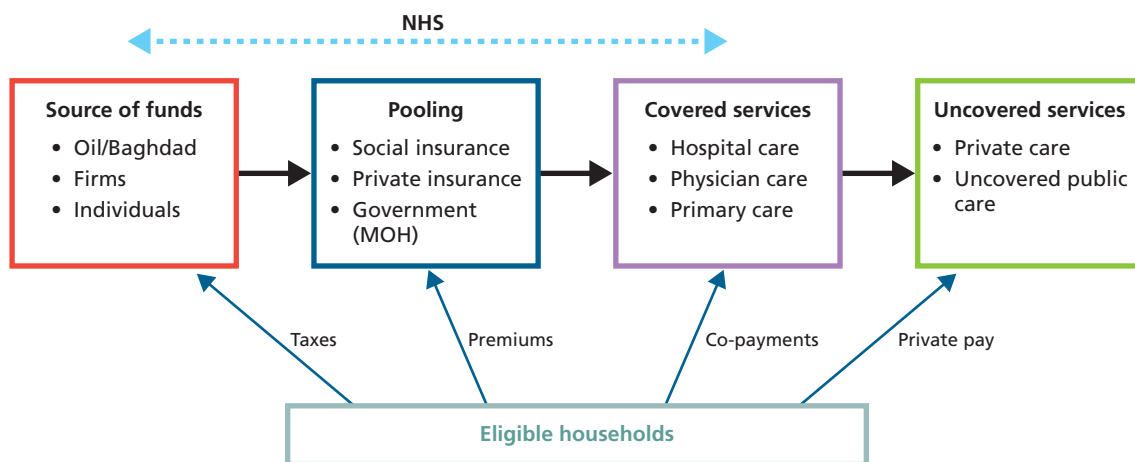 NHS
Source of funds
• Oil/Baghdad
• Firms
• Individuals
Pooling
• Social insurance
• Private insurance
• Government
(MOH)
Covered services
• Hospital care
• Physician care
• Primary care
Uncovered services
• Private care
• Uncovered public
care
Taxes
Premiums
Co-payments
Private pay
Eligible households